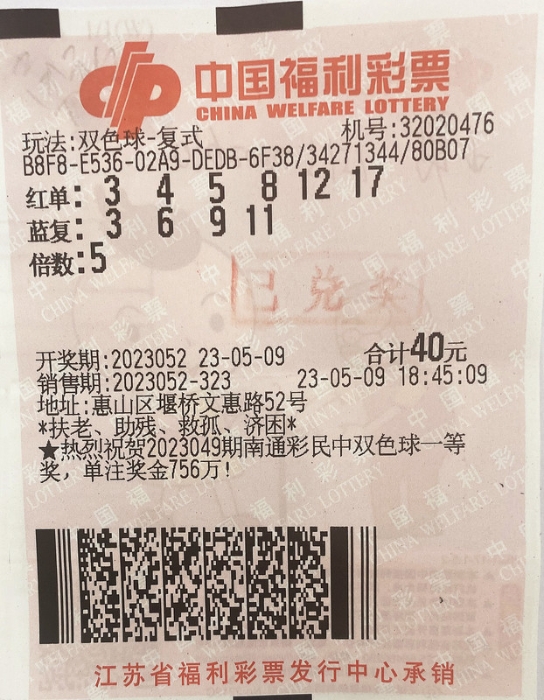 中国福利彩票
CHINA WELFARE LOTTERY
玩法:双色球-复式 机号:32020476
B8F8-E536-02A9-DEDB-6F38/34271344/80B07
红单: 3 4 5 8 12 17
蓝复: 3 6 9 11
倍数:5
已兑奖
开奖期:2023052 23-05-09 合计40元
销售期:2023052-323 23-05-09 18:45:09
地址:惠山区堰桥文惠路52号
*扶老、助残、救孤、济困*
★热烈祝贺2023049期南通彩民中双色球一等
奖,单注奖金756万!
江苏省福利彩票发行中心承销